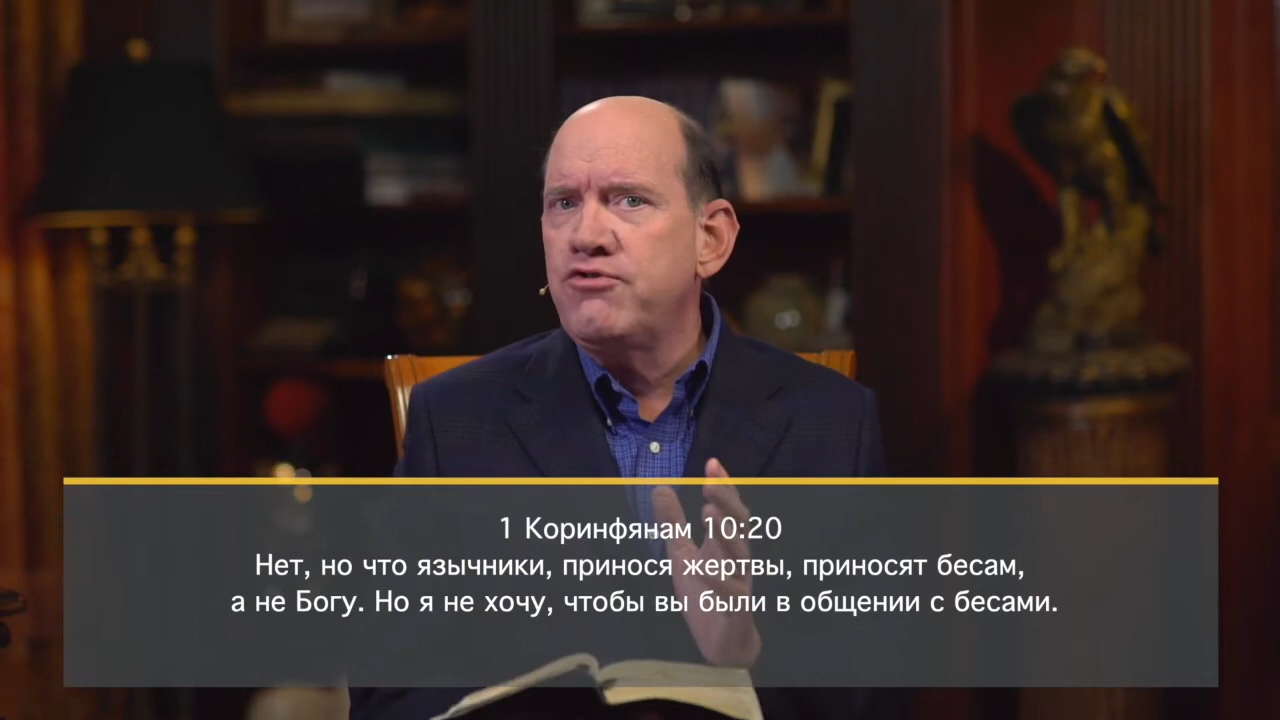 1 Коринфянам 10:20
Нет, но что язычники, принося жертвы, приносят бесам,
а не Богу. Но я не хочу, чтобы вы были в общении с бесами.